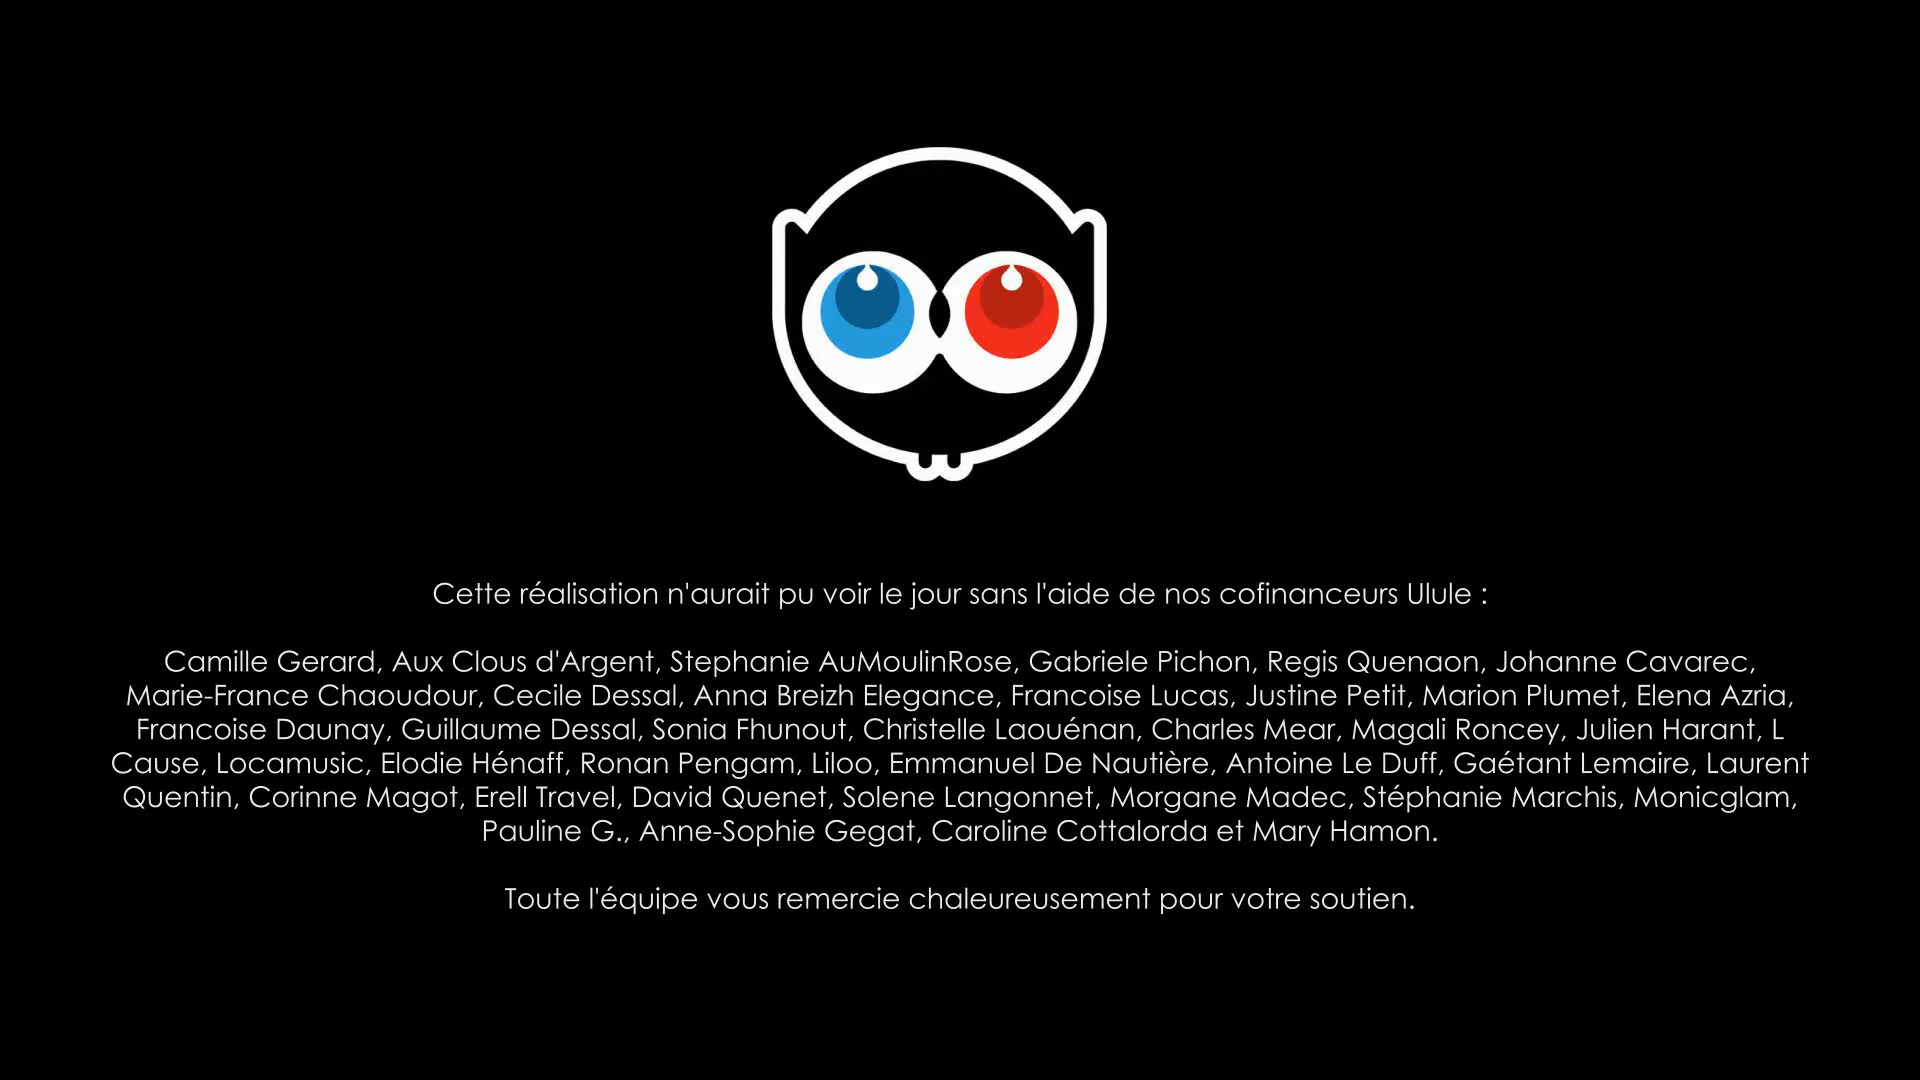 Cette réalisation n'aurait pu voir le jour sans l'aide de nos cofinanceurs Ulule :
Camille Gerard, Aux Clous d'Argent, Stephanie AuMoulinRose, Gabriele Pichon, Regis Quenaon, Johanne Cavarec,
Marie-France Chaoudour, Cecile Dessal, Anna Breizh Elegance, Francoise Lucas, Justine Petit, Marion Plumet, Elena Azria,
Francoise Daunay, Guillaume Dessal, Sonia Fhunout, Christelle Laouénan, Charles Mear, Magali Roncey, Julien Harant, L
Cause, Locamusic, Elodie Hénaff, Ronan Pengam, Liloo, Emmanuel De Nautière, Antoine Le Duff, Gaétant Lemaire, Laurent
Quentin, Corinne Magot, Erell Travel, David Quenet, Solene Langonnet, Morgane Madec, Stéphanie Marchis, Monicglam,
Pauline G., Anne-Sophie Gegat, Caroline Cottalorda et Mary Hamon.
Toute l'équipe vous remercie chaleureusement pour votre soutien.